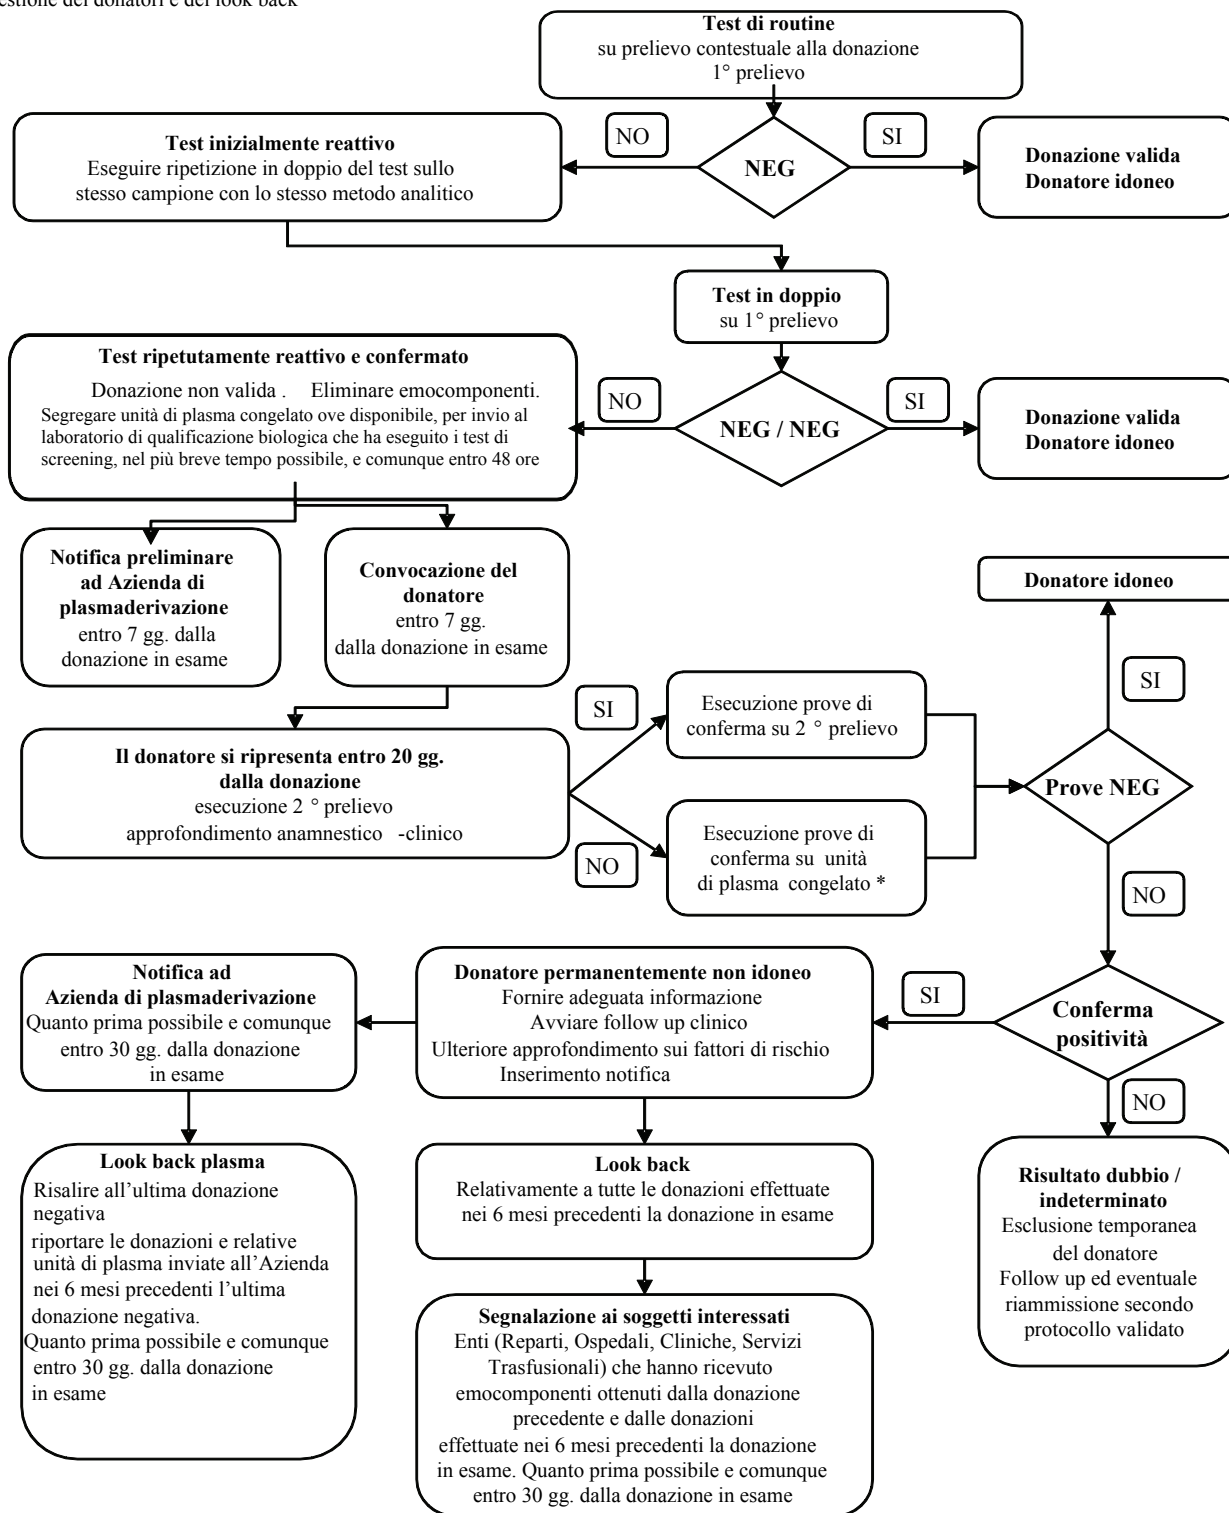 estione dei donatori e del look back
Test di routine
su prelievo contestuale alla donazione
1° prelievo
NO
SI
NEG
Test inizialmente reattivo
Eseguire ripetizione in doppio del test sullo
stesso campione con lo stesso metodo analitico
Donazione valida
Donatore idoneo
Test in doppio
su 1° prelievo
Test ripetutamente reattivo e confermato
Donazione non valida . Eliminare emocomponenti.
Segregare unità di plasma congelato ove disponibile, per invio al
laboratorio di qualificazione biologica che ha eseguito i test di
screening, nel più breve tempo possibile, e comunque entro 48 ore
NO
SI
NEG / NEG
Donazione valida
Donatore idoneo
Notifica preliminare
ad Azienda di
plasmaderivazione
entro 7 gg. dalla
donazione in esame
Convocazione del
donatore
entro 7 gg.
dalla donazione in esame
Donatore idoneo
SI
SI
Esecuzione prove di
conferma su 2 ° prelievo
Il donatore si ripresenta entro 20 gg.
dalla donazione
esecuzione 2 ° prelievo
approfondimento anamnestico -clinico
Prove NEG
NO
Esecuzione prove di
conferma su unità
di plasma congelato *
NO
Notifica ad
Azienda di plasmaderivazione
Quanto prima possibile e comunque
entro 30 gg. dalla donazione
in esame
Donatore permanentemente non idoneo
Fornire adeguata informazione
Avviare follow up clinico
Ulteriore approfondimento sui fattori di rischio
Inserimento notifica
SI
Conferma
positività
NO
Look back plasma
Risalire all’ultima donazione
negativa
riportare le donazioni e relative
unità di plasma inviate all’Azienda
nei 6 mesi precedenti l’ultima
donazione negativa.
Quanto prima possibile e comunque
entro 30 gg. dalla donazione
in esame
Look back
Relativamente a tutte le donazioni effettuate
nei 6 mesi precedenti la donazione in esame
Risultato dubbio /
indeterminato
Esclusione temporanea
del donatore
Follow up ed eventuale
riammissione secondo
protocollo validato
Segnalazione ai soggetti interessati
Enti (Reparti, Ospedali, Cliniche, Servizi
Trasfusionali) che hanno ricevuto
emocomponenti ottenuti dalla donazione
precedente e dalle donazioni
effettuate nei 6 mesi precedenti la donazione
in esame. Quanto prima possibile e comunque
entro 30 gg. dalla donazione in esame